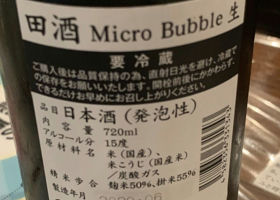 田酒 Micro Bubble 生
要冷蔵
ご購入後は品質保持の為、直射日光を避け、冷蔵で
の保存をお願いいたします。開栓前後にかかわらず、
できるだけお早めにお召し上がりください。
品目 日本酒(発泡性)
内容量 720ml
アルコール分 15度
原材料名 米(国産)、
米こうじ(国産米)
/炭酸ガス
精米歩合 麹米50%、掛米55%
製造年月